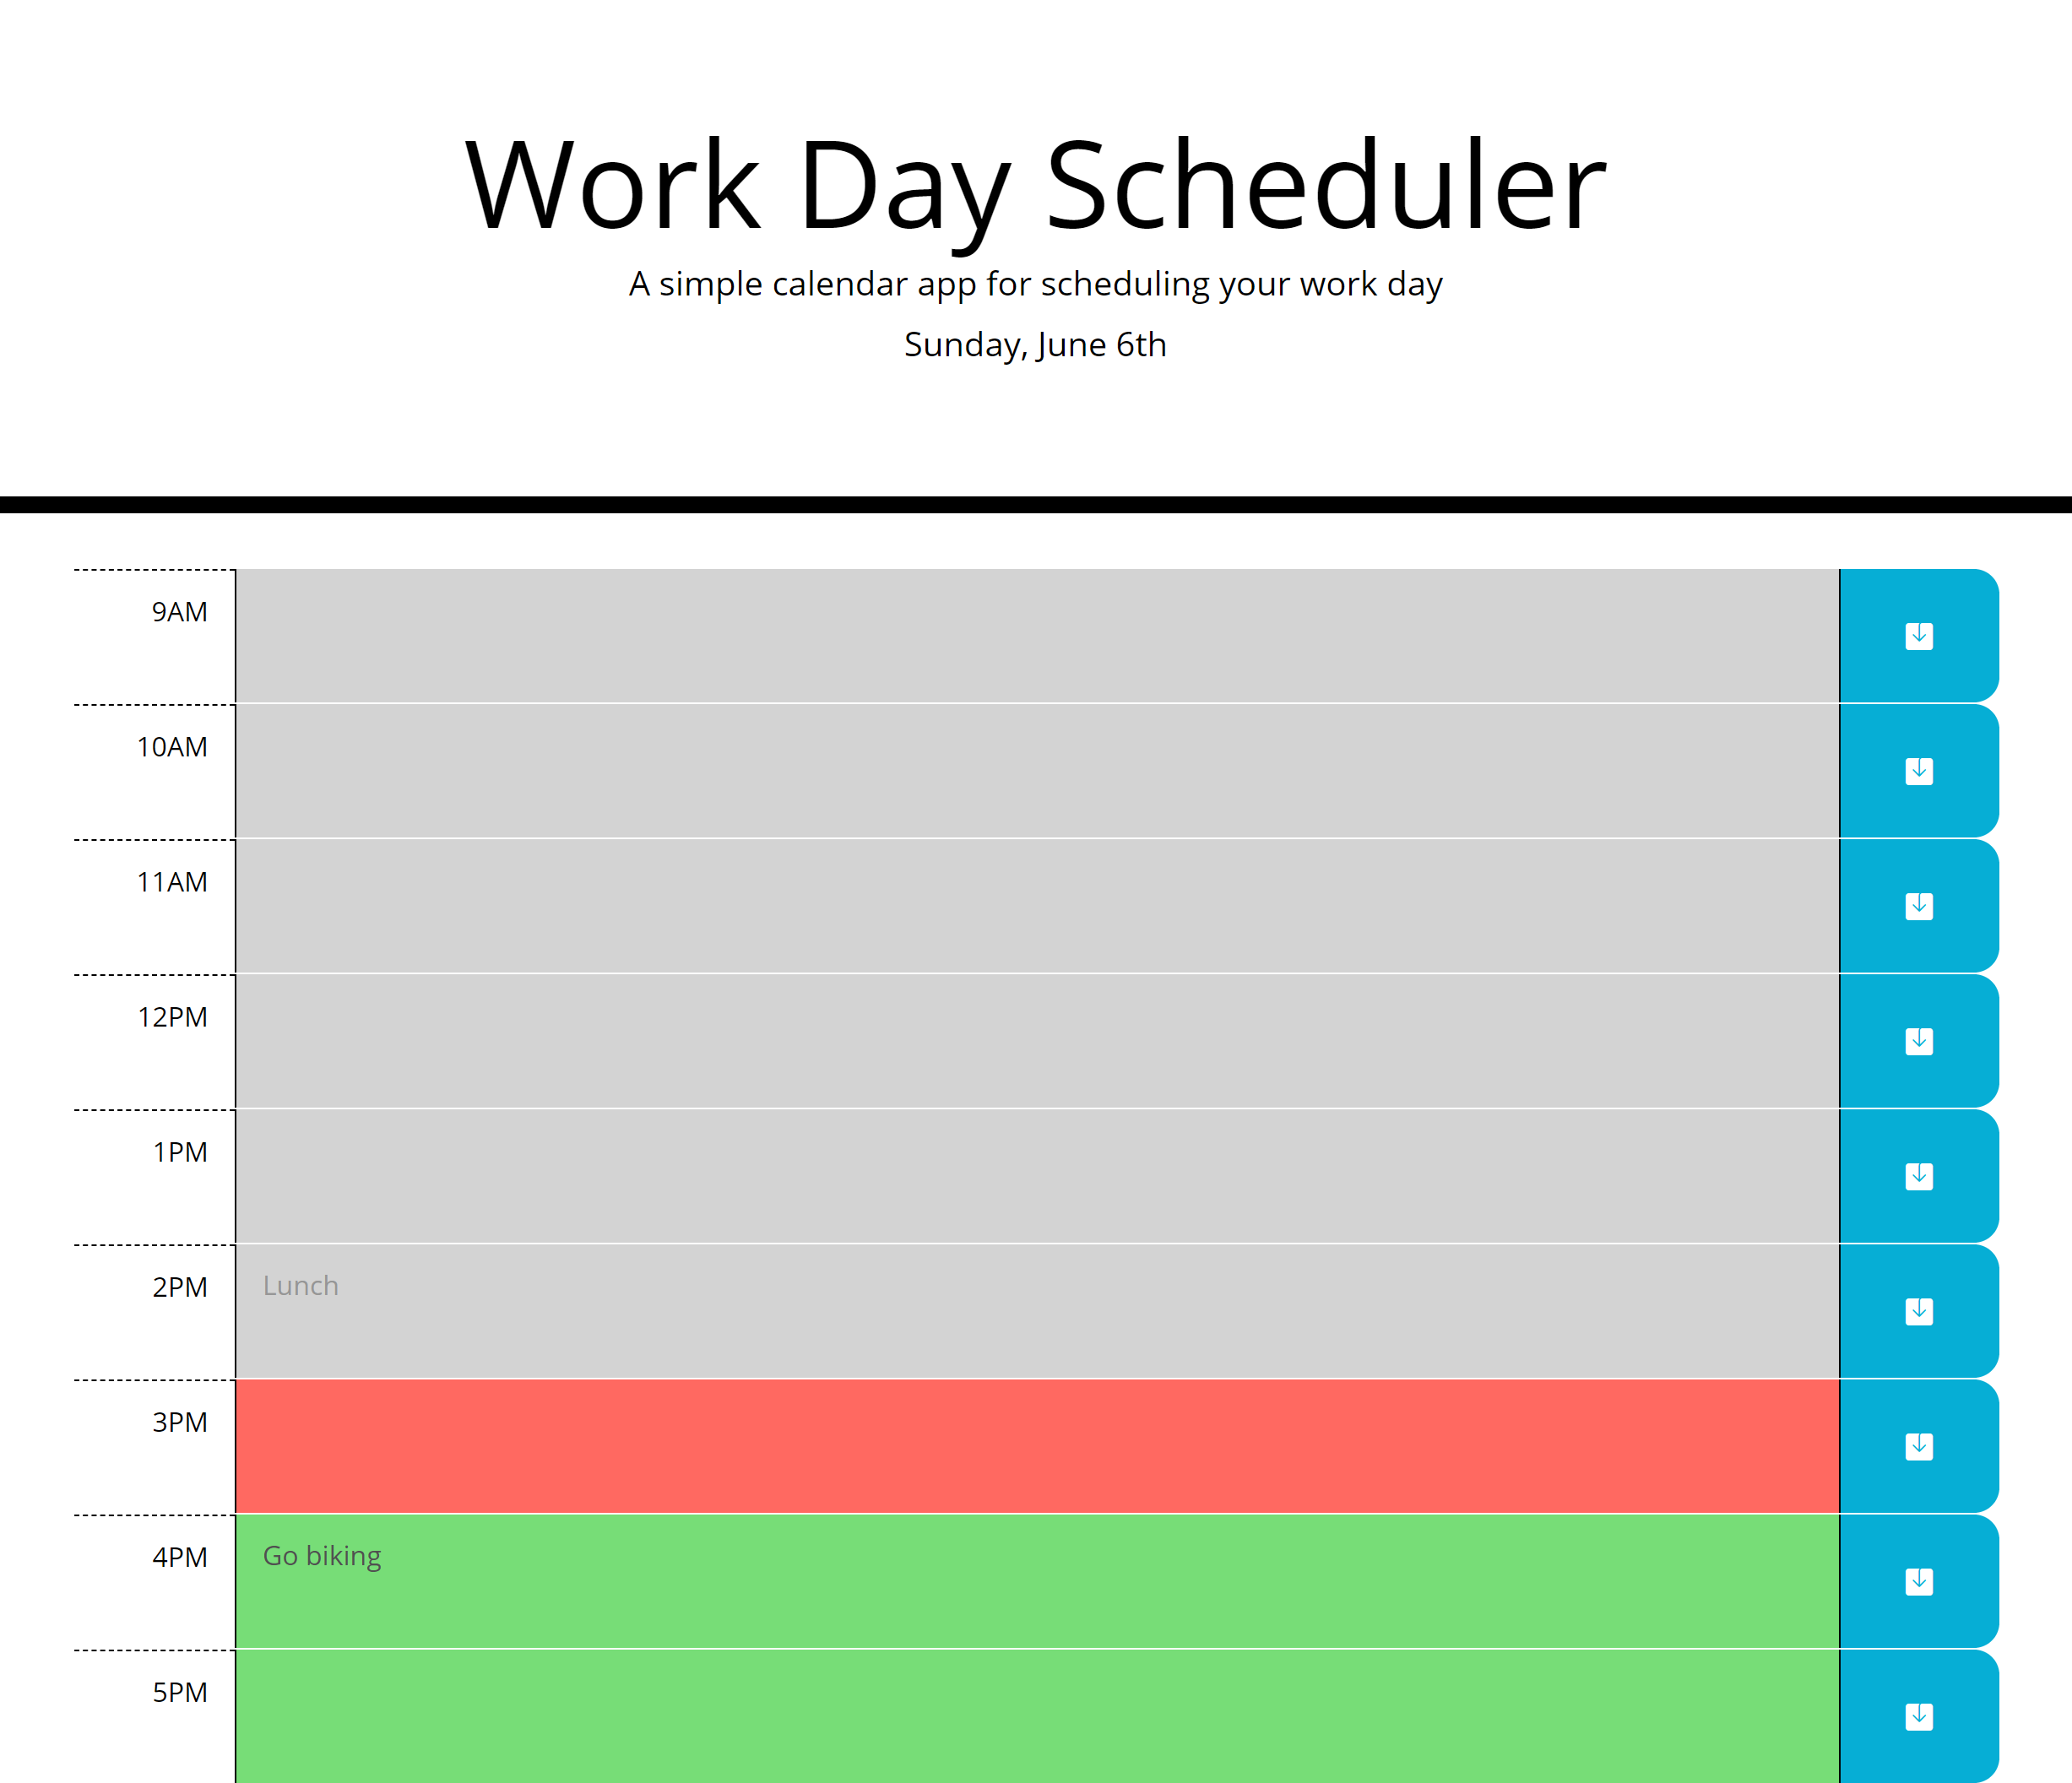 Work Day Scheduler
A simple calendar app for scheduling your work day
Sunday, June 6th
9AM
10AM
11AM
12PM
1PM
2PM Lunch
3PM
4PM Go biking
5PM